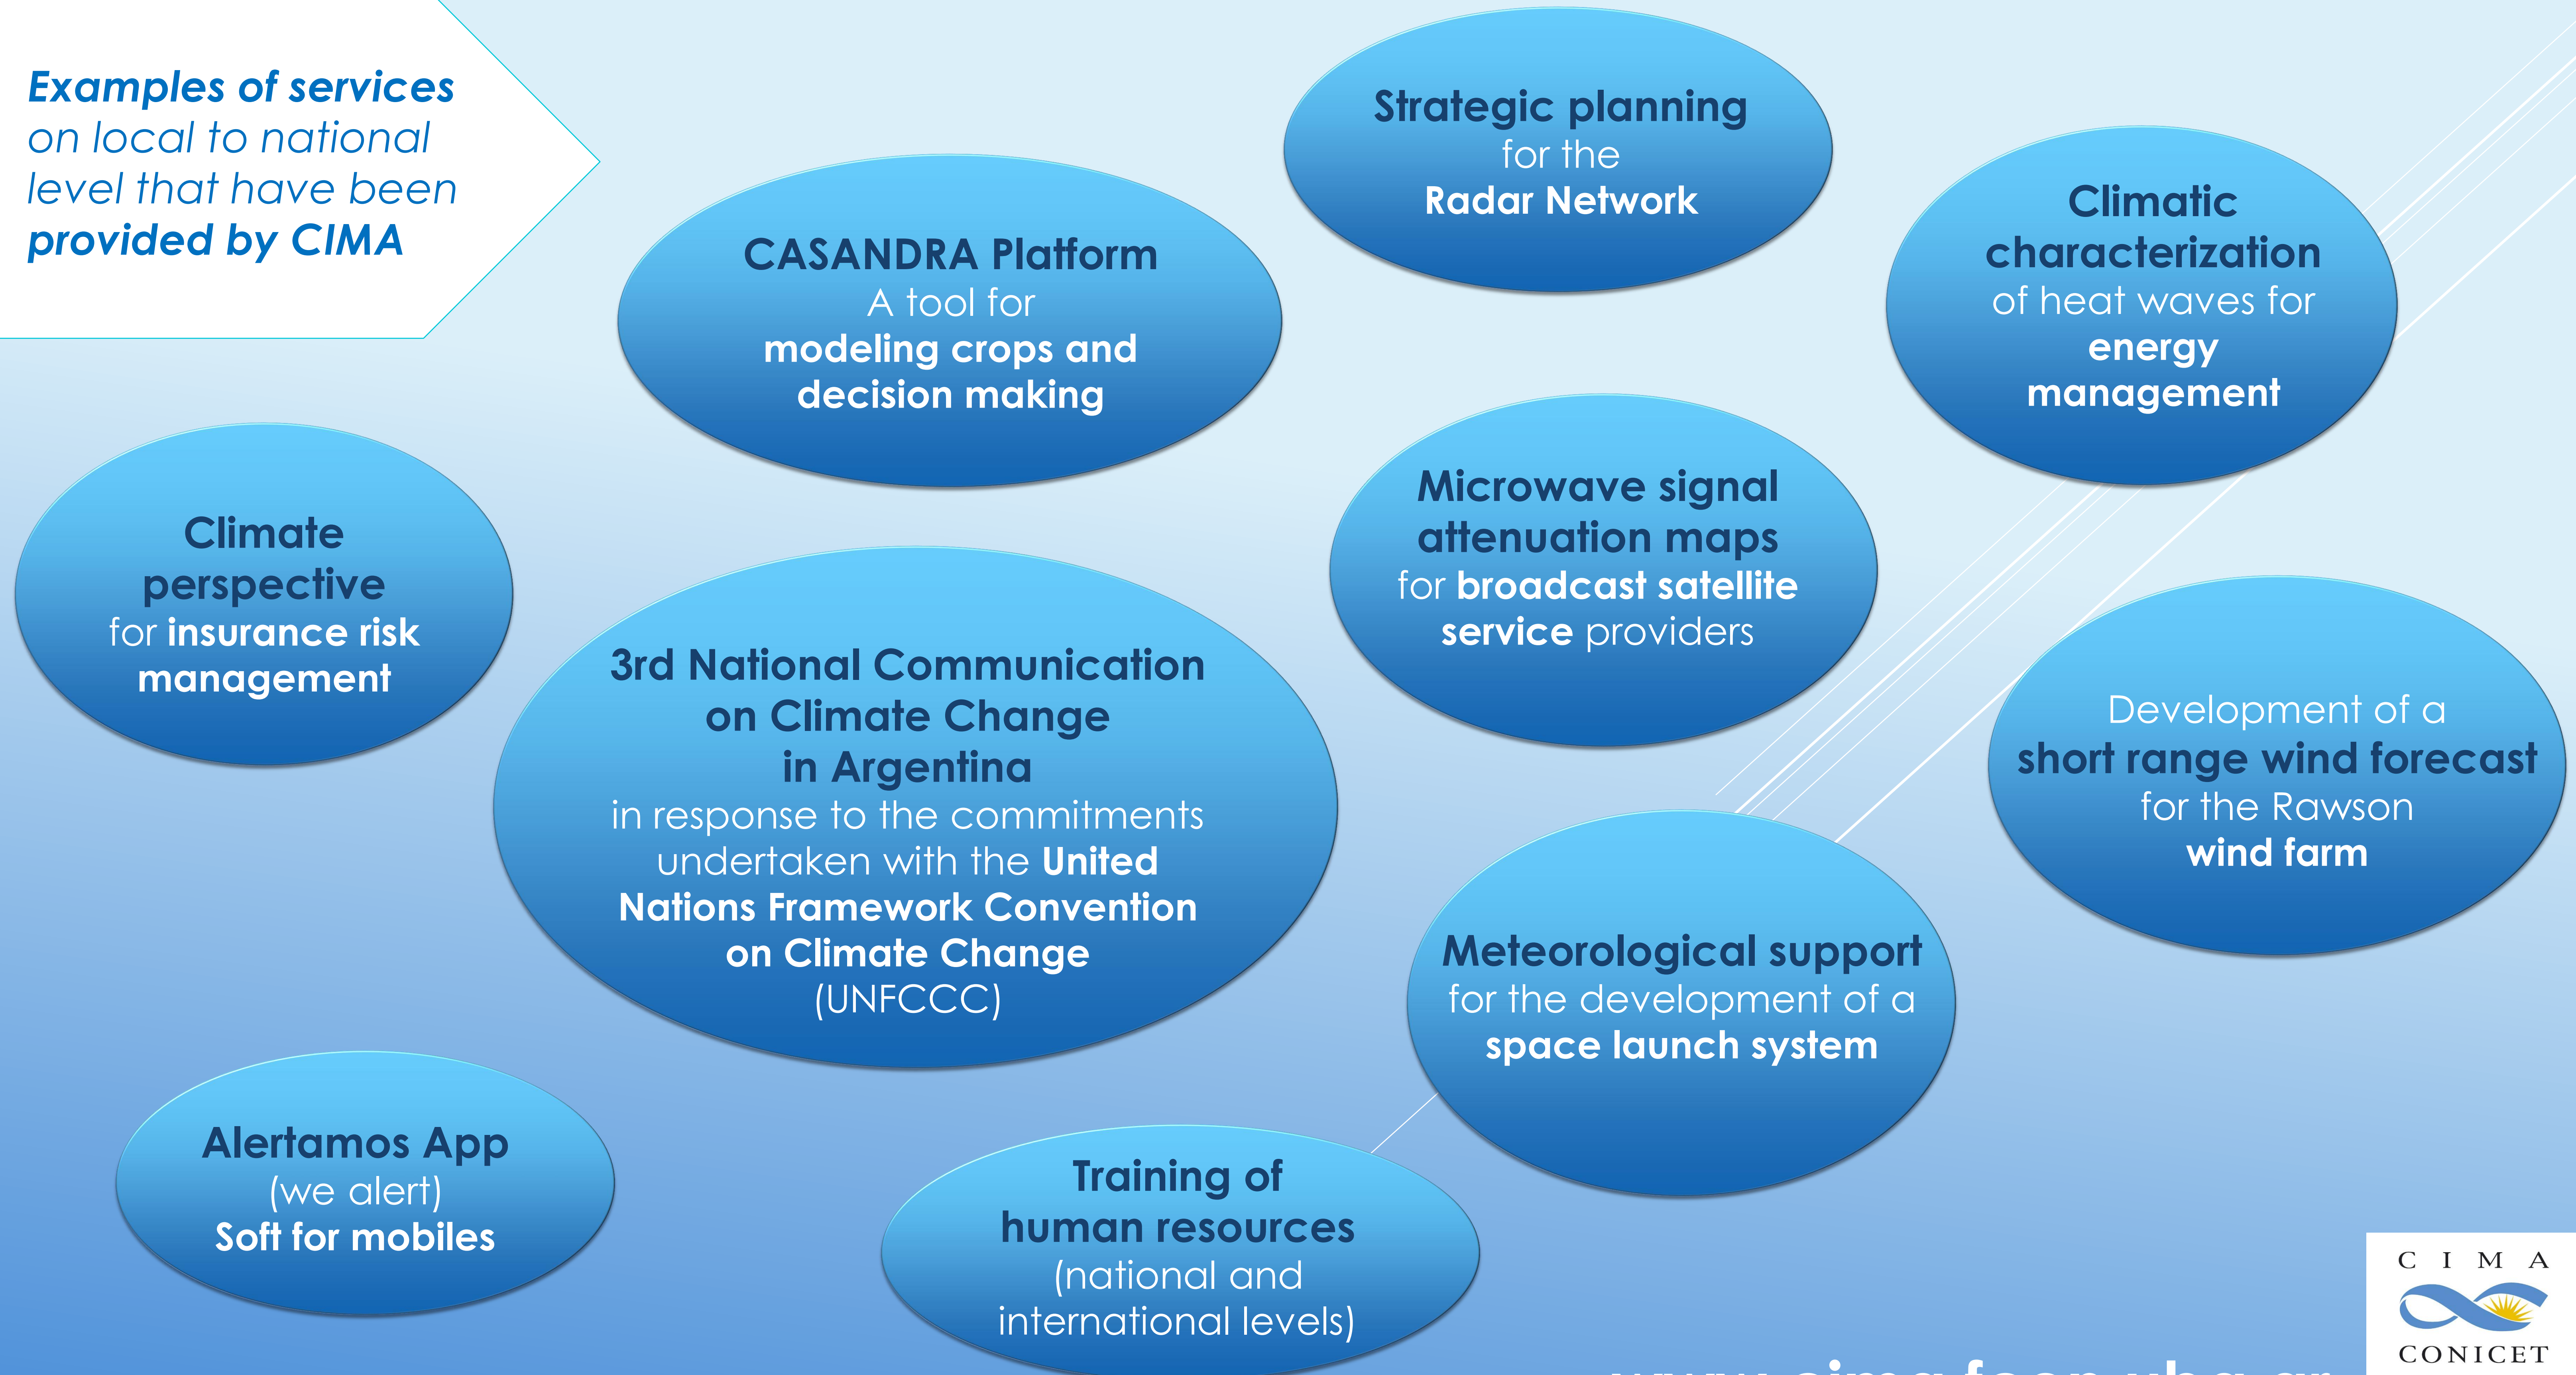 Examples of services
on local to national
level that have been
provided by CIMA
Strategic planning
for the
Radar Network
CASANDRA Platform
A tool for
modeling crops and
decision making
Climatic
characterization
of heat waves for
energy
management
Climate
perspective
for insurance risk
management
Microwave signal
attenuation maps
for broadcast satellite
service providers
3rd National Communication
on Climate Change
in Argentina
in response to the commitments
undertaken with the United
Nations Framework Convention
on Climate Change
(UNFCCC)
Development of a
short range wind forecast
for the Rawson
wind farm
Meteorological support
for the development of a
space launch system
Alertamos App
(we alert)
Soft for mobiles
Training of
human resources
(national and
international levels)
CIMA
CONICET